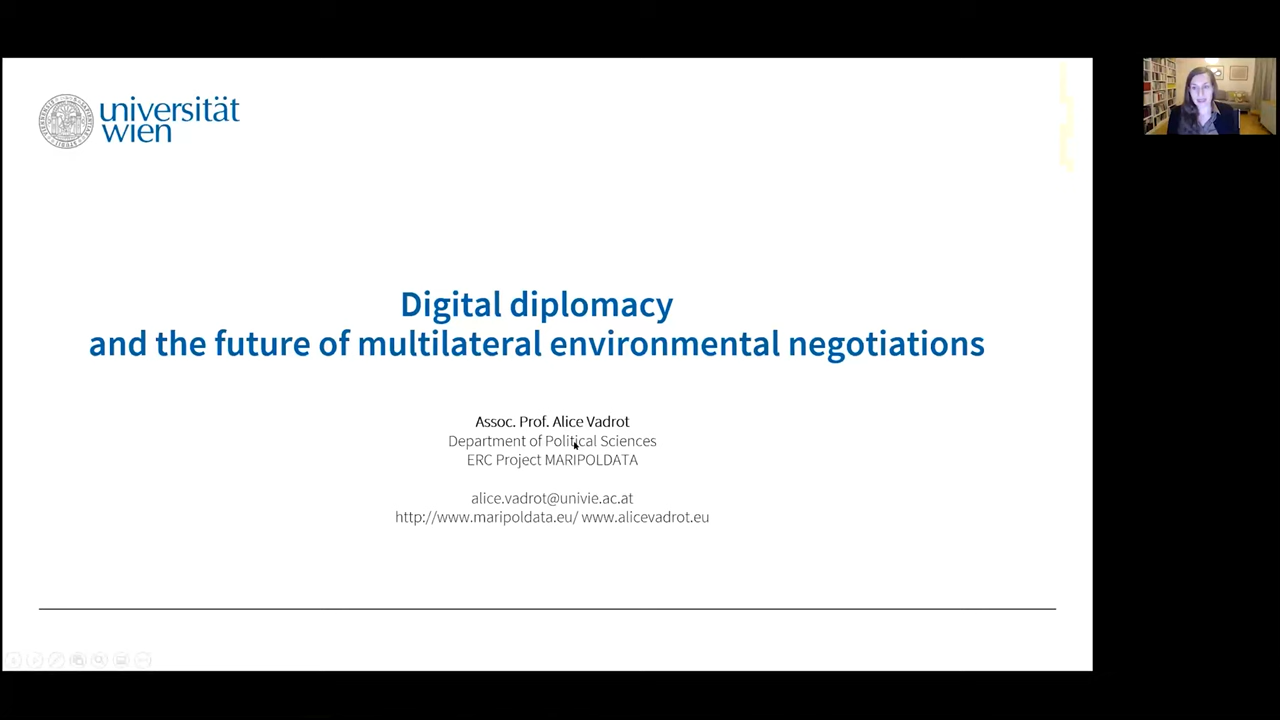 universität
wien
Digital diplomacy
and the future of multilateral environmental negotiations
Assoc. Prof. Alice Vadrot
Department of Political Sciences
ERC Project MARIPOLDATA
alice.vadrot@univie.ac.at
http://www.maripoldata.eu/ www.alicevadrot.eu